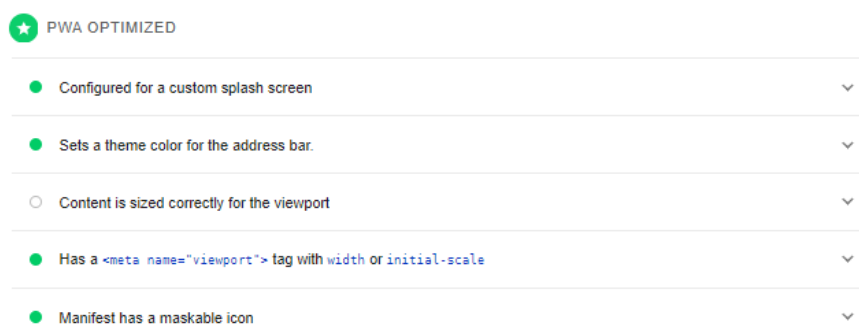 PWA OPTIMIZED
Configured for a custom splash screen
Sets a theme color for the address bar.
Content is sized correctly for the viewport
Has a <meta name="viewport"> tag with width or initial-scale
Manifest has a maskable icon